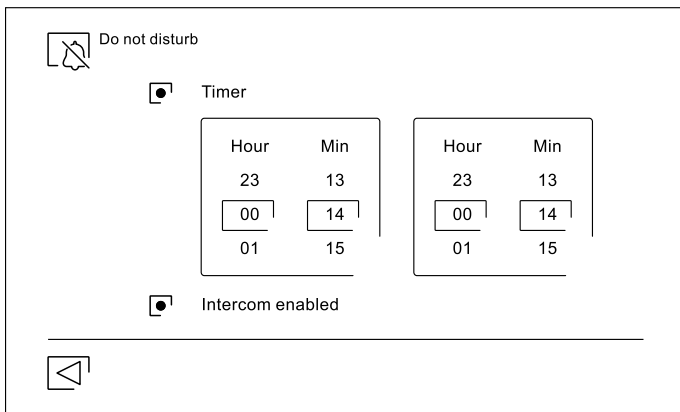 Do not disturb
Timer
Hour Min Hour Min
23 13 23 13
00 14 00 14
01 15 01 15
Intercom enabled